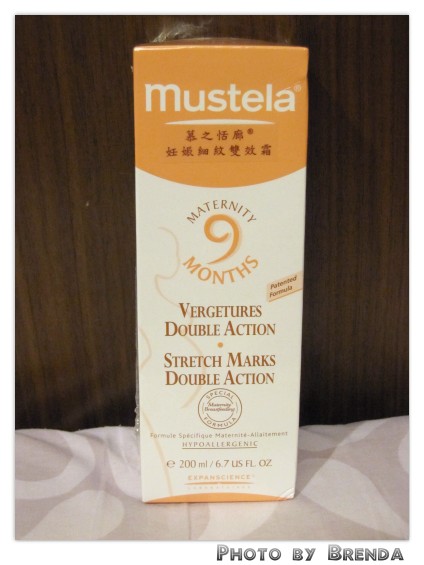 mustela®
慕之恬廊®
妊娠細紋雙效霜
MATERNITY
9
MONTHS
Patented
Formula
VERGETURES
DOUBLE ACTION
•
STRETCH MARKS
DOUBLE ACTION
SPECIAL
Maternity
Breastfeeding
FORMULA
Formule Spécifique Maternité-Allaitement
HYPOALLERGENIC
e 200 ml / 6.7 US FL. OZ
EXPANSCIENCE
PHOTO BY BRENDA